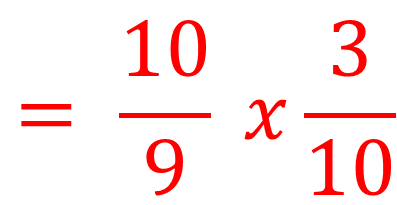 = 10/9 x 3/10